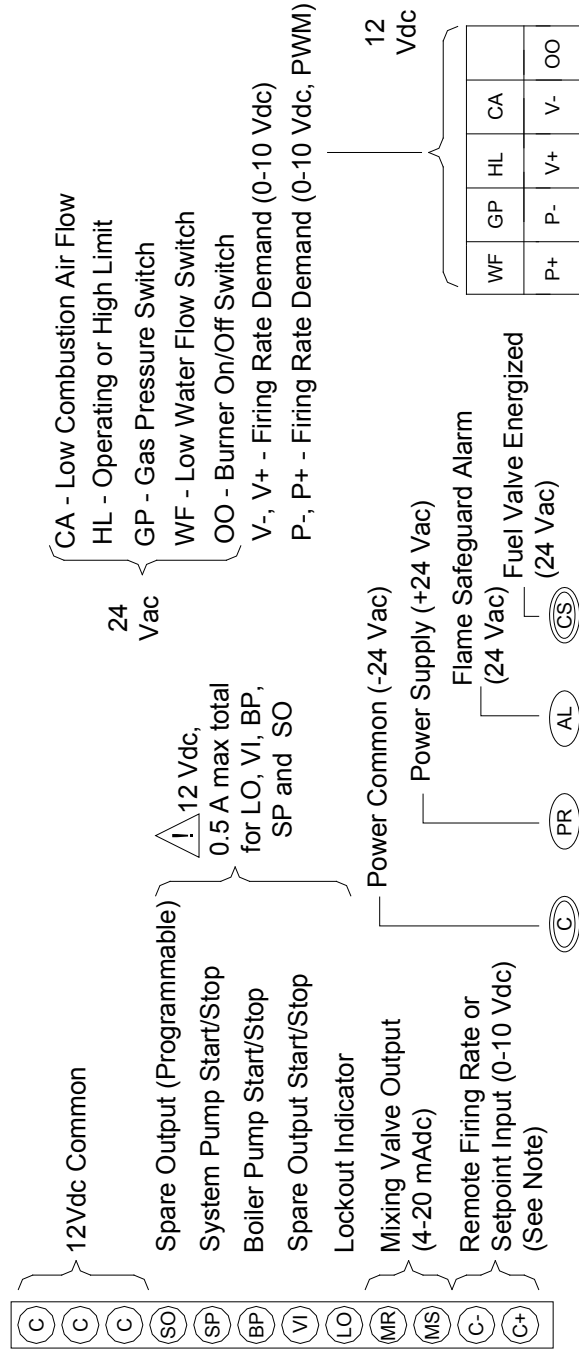 C
C
C
SO
SP
BP
VI
LO
MR
MS
C-
C+
12Vdc Common
Spare Output (Programmable)
System Pump Start/Stop
Boiler Pump Start/Stop
Spare Output Start/Stop
Lockout Indicator
Mixing Valve Output
(4-20 mAdc)
Remote Firing Rate or
Setpoint Input (0-10 Vdc)
(See Note)
! 12 Vdc,
0.5 A max total
for LO, VI, BP,
SP and SO
24
Vac
CA - Low Combustion Air Flow
HL - Operating or High Limit
GP - Gas Pressure Switch
WF - Low Water Flow Switch
OO - Burner On/Off Switch
V-, V+ - Firing Rate Demand (0-10 Vdc)
P-, P+ - Firing Rate Demand (0-10 Vdc, PWM)
Power Common (-24 Vac)
Power Supply (+24 Vac)
Flame Safeguard Alarm
(24 Vac)
Fuel Valve Energized
(24 Vac)
C
PR
AL
CS
12
Vdc
WF GP HL CA
P+ P- V+ V- OO